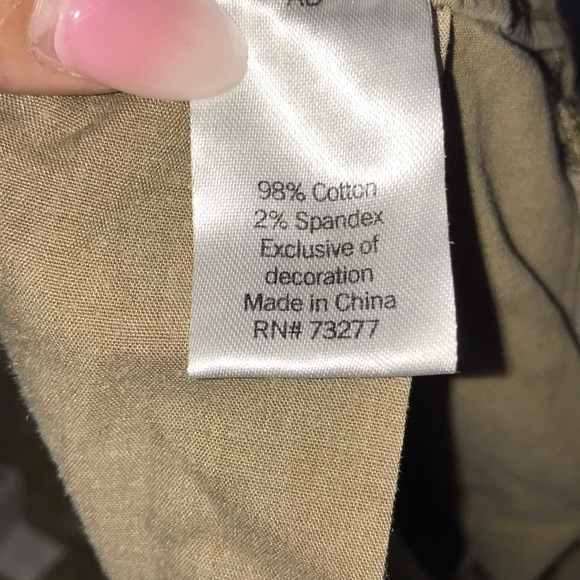 98% Cotton
2% Spandex
Exclusive of
decoration
Made in China
RN# 73277